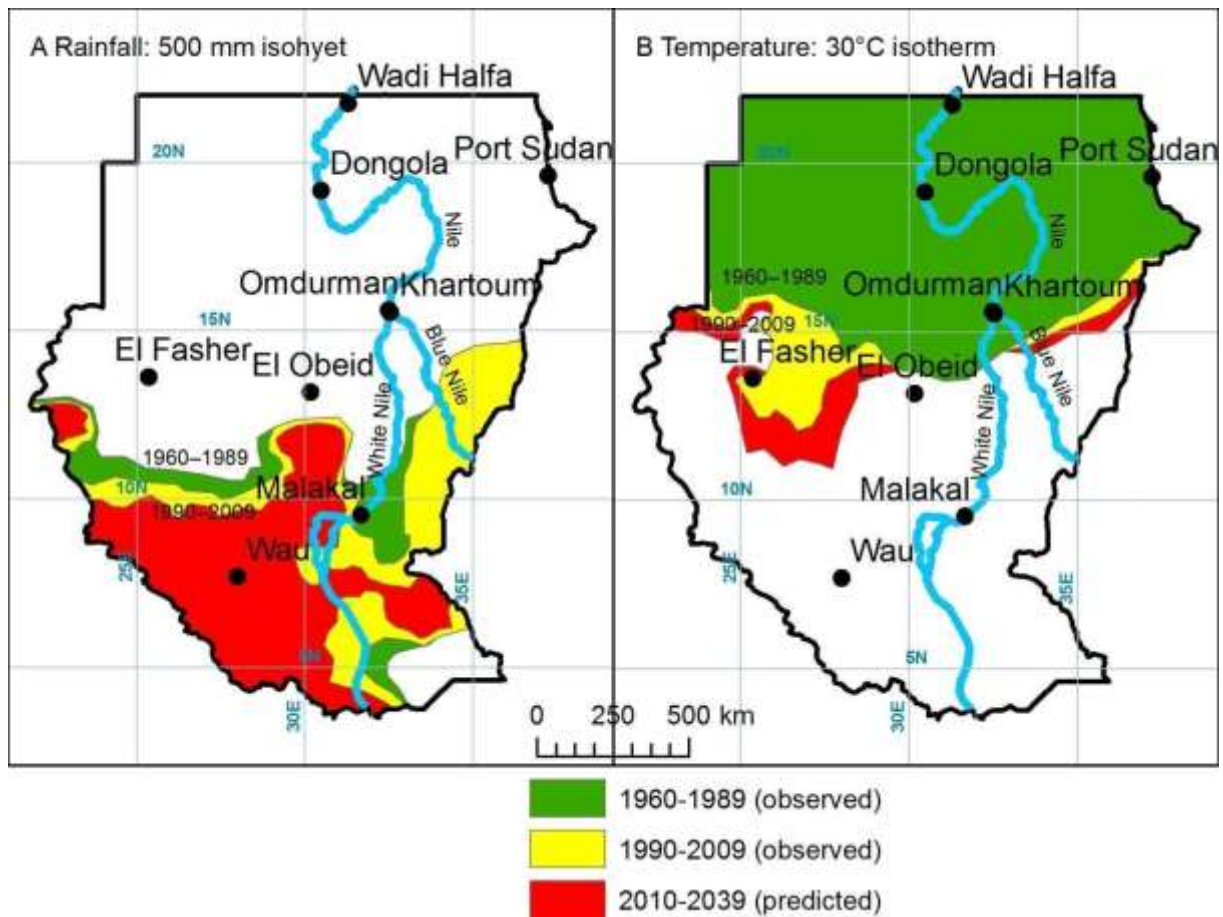 A Rainfall: 500 mm isohyet
Wadi Halfa
20N
Dongola
Port Sudan
Nile
Omdurman Khartoum
15N
El Fasher
El Obeid
Blue Nile
White Nile
1960–1989
10N
Malakal
1990–2009
Wau
25E
35E
5N
30E
B Temperature: 30°C isotherm
Wadi Halfa
20N
Dongola
Port Sudan
Nile
1960–1989
Omdurman Khartoum
1990–2009
15N
El Fasher
El Obeid
Blue Nile
White Nile
10N
Malakal
Wau
25E
35E
5N
30E
0 250 500 km
1960-1989 (observed)
1990-2009 (observed)
2010-2039 (predicted)